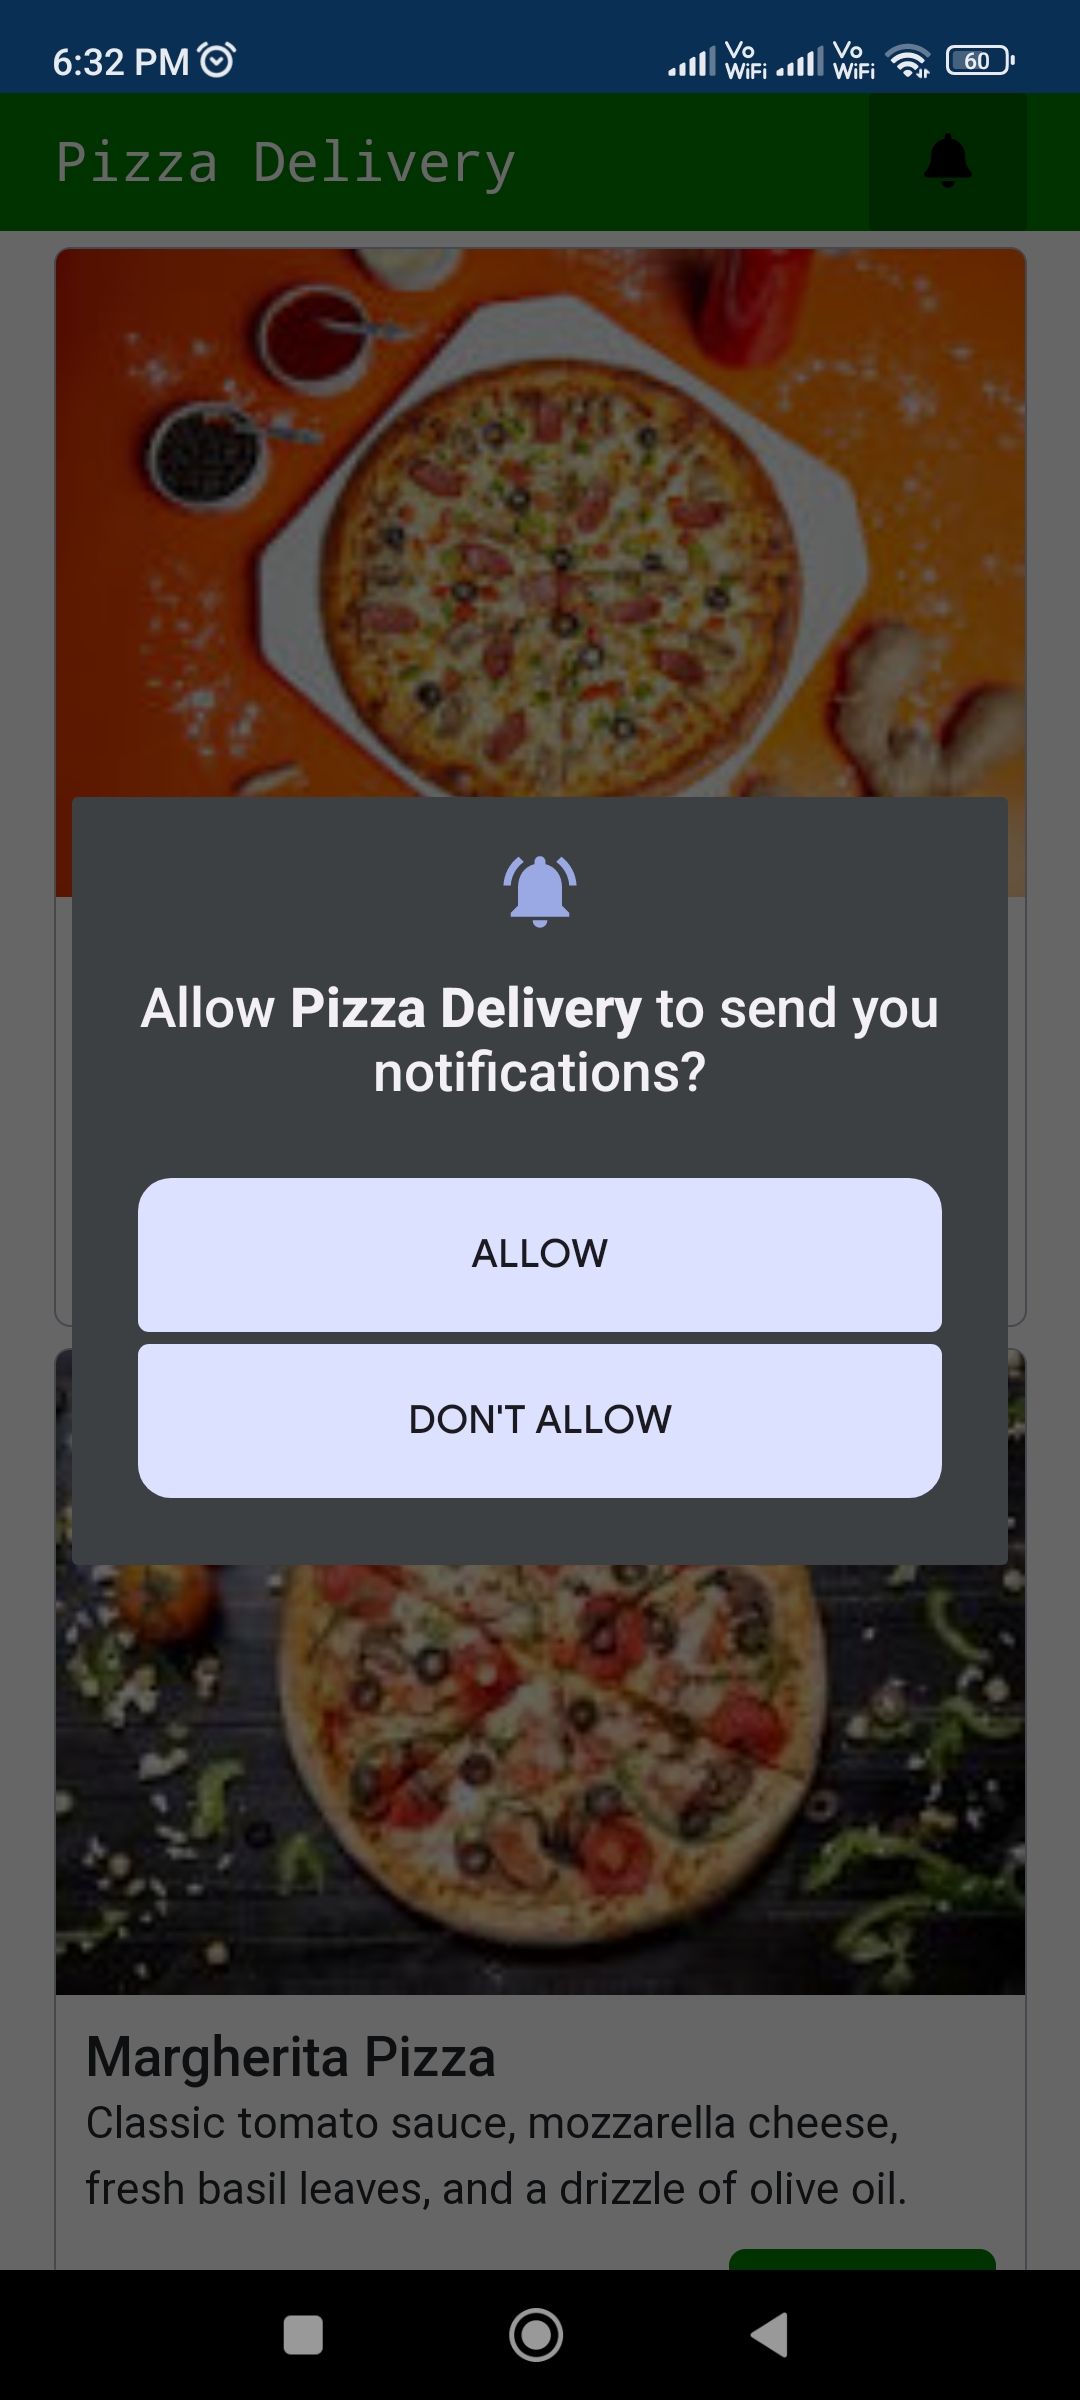 6:32 PM
Vo WiFi Vo WiFi 60
Pizza Delivery
Allow Pizza Delivery to send you
notifications?
ALLOW
DON'T ALLOW
Margherita Pizza
Classic tomato sauce, mozzarella cheese,
fresh basil leaves, and a drizzle of olive oil.